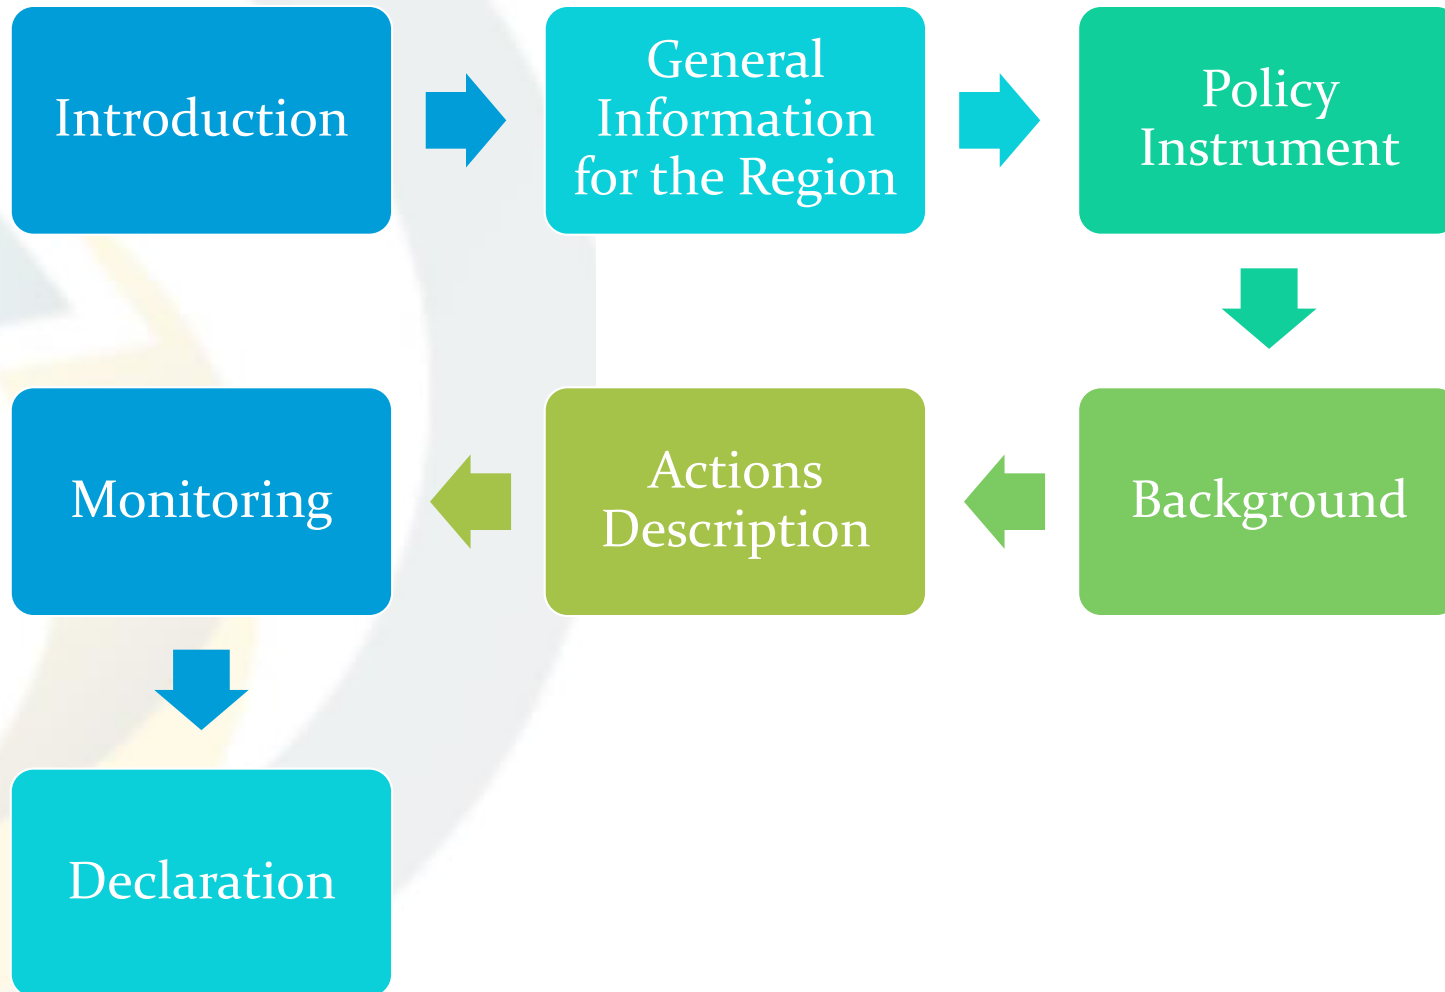 Introduction
General
Information
for the Region
Policy
Instrument
Background
Actions
Description
Monitoring
Declaration